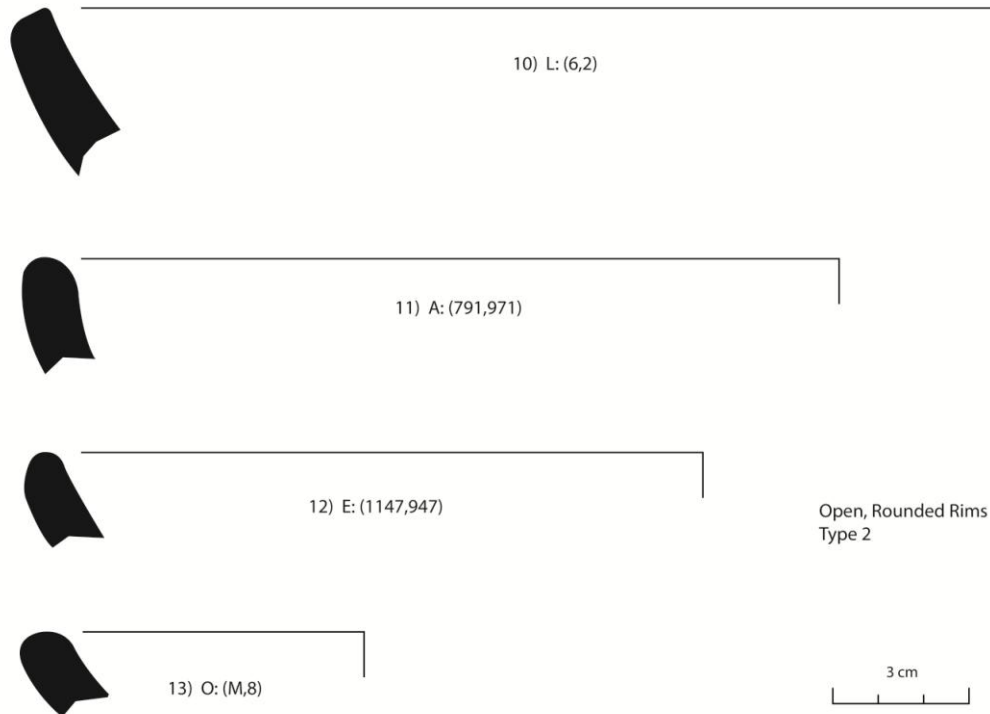 10) L: (6,2)
11) A: (791,971)
12) E: (1147,947)
Open, Rounded Rims
Type 2
13) O: (M,8)
3 cm